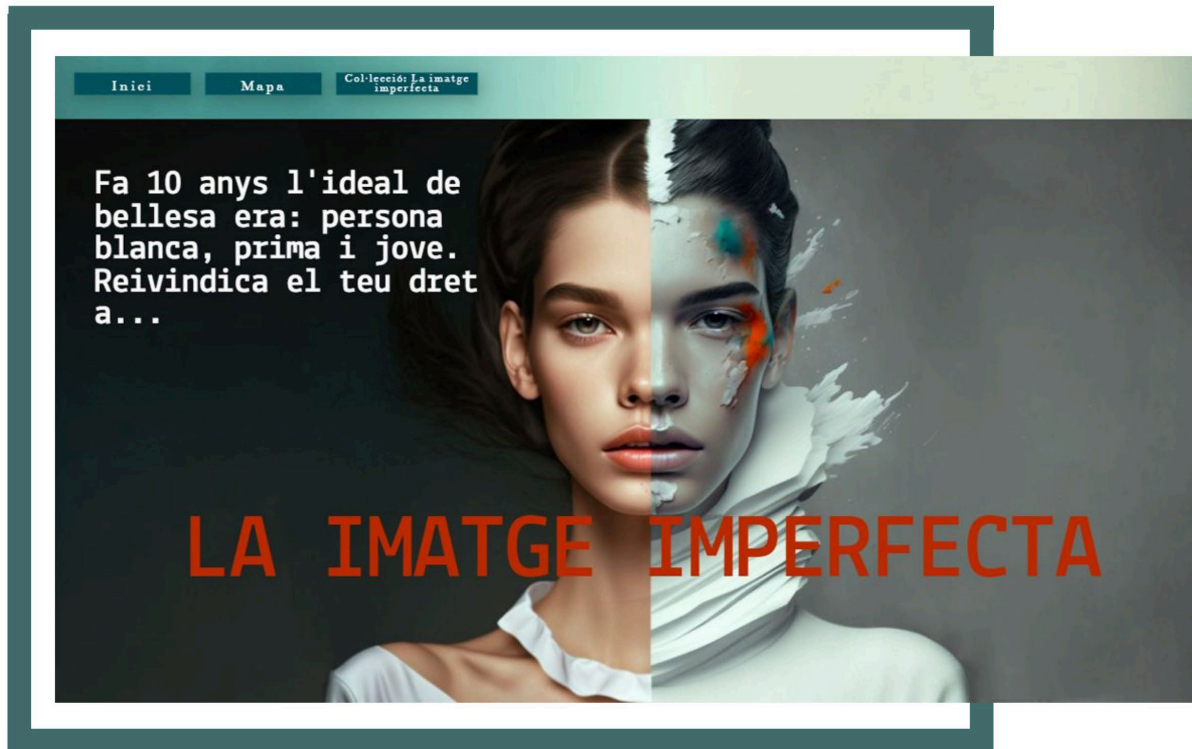 Inici
Mapa
Col·lecció: La imatge
imperfecta
Fa 10 anys l'ideal de
bellesa era: persona
blanca, prima i jove.
Reivindica el teu dret
a...
LA IMATGE IMPERFECTA